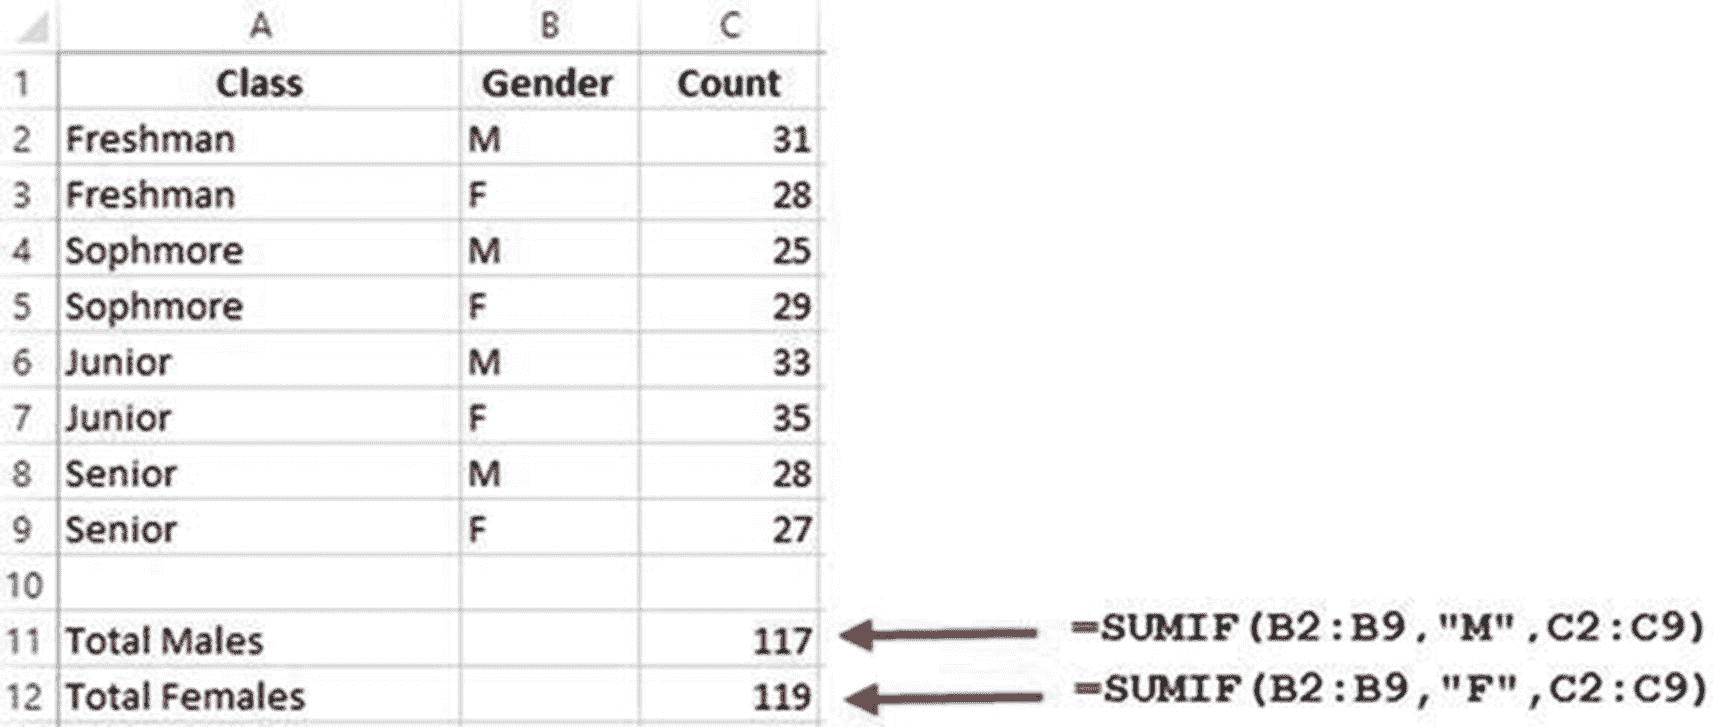 A B C
1 Class Gender Count
2 Freshman M 31
3 Freshman F 28
4 Sophmore M 25
5 Sophmore F 29
6 Junior M 33
7 Junior F 35
8 Senior M 28
9 Senior F 27
10
11 Total Males 117 =SUMIF(B2:B9,"M",C2:C9)
12 Total Females 119 =SUMIF(B2:B9,"F",C2:C9)